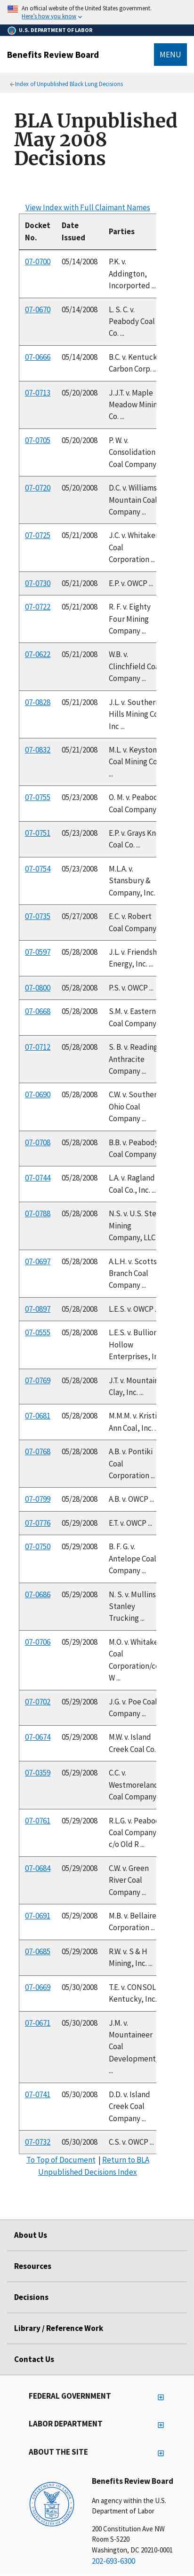 An official website of the United States government.
Here's how you know
U.S. DEPARTMENT OF LABOR
Benefits Review Board
MENU
Index of Unpublished Black Lung Decisions
BLA Unpublished
May 2008
Decisions
View Index with Full Claimant Names
Docket No. Date Issued Parties
07-0700 05/14/2008 P.K. v.
Addington,
Incorporated ...
07-0670 05/14/2008 L. S. C. v.
Peabody Coal
Co. ...
07-0666 05/14/2008 B.C. v. Kentuck
Carbon Corp. ...
07-0713 05/20/2008 J.J.T. v. Maple
Meadow Minin
Co. ...
07-0705 05/20/2008 P. W. v.
Consolidation
Coal Company
07-0720 05/20/2008 D.C. v. Williams
Mountain Coal
Company ...
07-0725 05/21/2008 J.C. v. Whitake
Coal
Corporation ...
07-0730 05/21/2008 E.P. v. OWCP ...
07-0722 05/21/2008 R. F. v. Eighty
Four Mining
Company ...
07-0622 05/21/2008 W.B. v.
Clinchfield Coa
Company ...
07-0828 05/21/2008 J.L. v. Southern
Hills Mining Co
Inc ...
07-0832 05/21/2008 M.L. v. Keyston
Coal Mining Co
...
07-0755 05/23/2008 O. M. v. Peabod
Coal Company
07-0751 05/23/2008 E.P. v. Grays Kn
Coal Co. ...
07-0754 05/23/2008 M.L.A. v.
Stansbury &
Company, Inc.
07-0735 05/27/2008 E.C. v. Robert
Coal Company
07-0597 05/28/2008 J.L. v. Friendsh
Energy, Inc. ...
07-0800 05/28/2008 P.S. v. OWCP ...
07-0668 05/28/2008 S.M. v. Eastern
Coal Company
07-0712 05/28/2008 S. B. v. Reading
Anthracite
Company ...
07-0690 05/28/2008 C.W. v. Souther
Ohio Coal
Company ...
07-0708 05/28/2008 B.B. v. Peabody
Coal Company
07-0744 05/28/2008 L.A. v. Ragland
Coal Co., Inc. ...
07-0788 05/28/2008 N.S. v. U.S. Ste
Mining
Company, LLC
07-0697 05/28/2008 A.L.H. v. Scotts
Branch Coal
Company ...
07-0897 05/28/2008 L.E.S. v. OWCP .
07-0555 05/28/2008 L.E.S. v. Bullion
Hollow
Enterprises, In
07-0769 05/28/2008 J.T. v. Mountain
Clay, Inc. ...
07-0681 05/28/2008 M.M.M. v. Kristi
Ann Coal, Inc. .
07-0768 05/28/2008 A.B. v. Pontiki
Coal
Corporation ...
07-0799 05/28/2008 A.B. v. OWCP ...
07-0776 05/29/2008 E.T. v. OWCP ...
07-0750 05/29/2008 B. F. G. v.
Antelope Coal
Company ...
07-0686 05/29/2008 N. S. v. Mullins
Stanley
Trucking ...
07-0706 05/29/2008 M.O. v. Whitake
Coal
Corporation/co
W ...
07-0702 05/29/2008 J.G. v. Poe Coal
Company ...
07-0674 05/29/2008 M.W. v. Island
Creek Coal Co.
07-0359 05/29/2008 C.C. v.
Westmoreland
Coal Company
07-0761 05/29/2008 R.L.G. v. Peaboo
Coal Company
c/o Old R ...
07-0684 05/29/2008 C.W. v. Green
River Coal
Company ...
07-0691 05/29/2008 M.B. v. Bellaire
Corporation ...
07-0685 05/29/2008 R.W. v. S & H
Mining, Inc. ...
07-0669 05/30/2008 T.E. v. CONSOL
Kentucky, Inc.
07-0671 05/30/2008 J.M. v.
Mountaineer
Coal
Development,
...
07-0741 05/30/2008 D.D. v. Island
Creek Coal
Company ...
07-0732 05/30/2008 C.S. v. OWCP ...
To Top of Document | Return to BLA
Unpublished Decisions Index
About Us
Resources
Decisions
Library / Reference Work
Contact Us
FEDERAL GOVERNMENT
LABOR DEPARTMENT
ABOUT THE SITE
Benefits Review Board
An agency within the U.S.
Department of Labor
200 Constitution Ave NW
Room S-5220
Washington, DC 20210-0001
202-693-6300